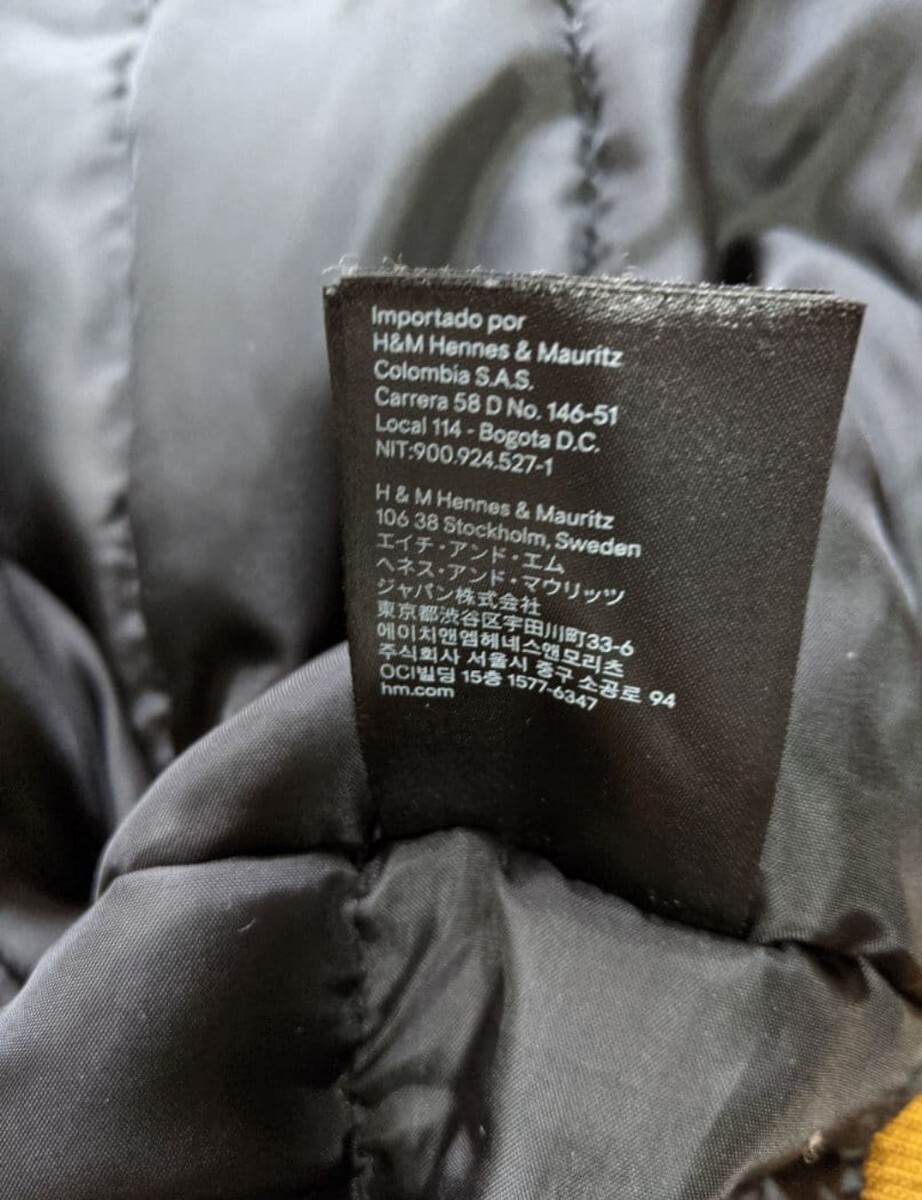 Importado por
H&M Hennes & Mauritz
Colombia S.A.S.
Carrera 58 D No. 146-51
Local 114 - Bogota D.C.
NIT:900.924.527-1
H & M Hennes & Mauritz
106 38 Stockholm, Sweden
エイチ・アンド・エム
ヘネス・アンド・マウリッツ
ジャパン株式会社
東京都渋谷区宇田川町33-6
에이치앤엠헤네스앤모리츠
주식회사 서울시 중구 소공로 94
OCI빌딩 15층 1577-6347
hm.com